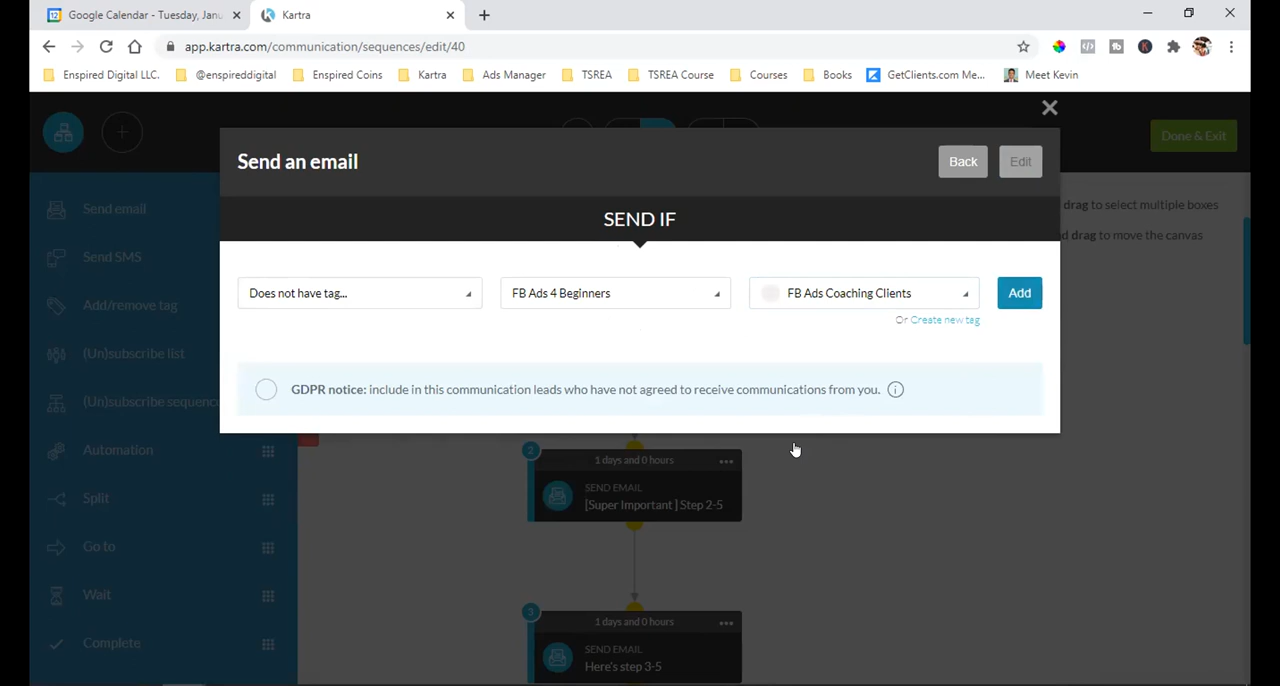 Google Calendar - Tuesday, Janu
Kartra
app.kartra.com/communication/sequences/edit/40
Enspired Digital LLC.
@enspireddigital
Enspired Coins
Kartra
Ads Manager
TSREA
TSREA Course
Courses
Books
GetClients.com Me...
Meet Kevin
Done & Exit
Send an email
Back
Edit
SEND IF
Does not have tag...
FB Ads 4 Beginners
FB Ads Coaching Clients
Add
Or Create new tag
GDPR notice: include in this communication leads who have not agreed to receive communications from you.
drag to select multiple boxes
d drag to move the canvas
Send email
Send SMS
Add/remove tag
(Un)subscribe list
(Un)subscribe sequenc
Automation
Split
Go to
Wait
Complete
2
1 days and 0 hours
SEND EMAIL
[Super Important ] Step 2-5
3
1 days and 0 hours
SEND EMAIL
Here's step 3-5